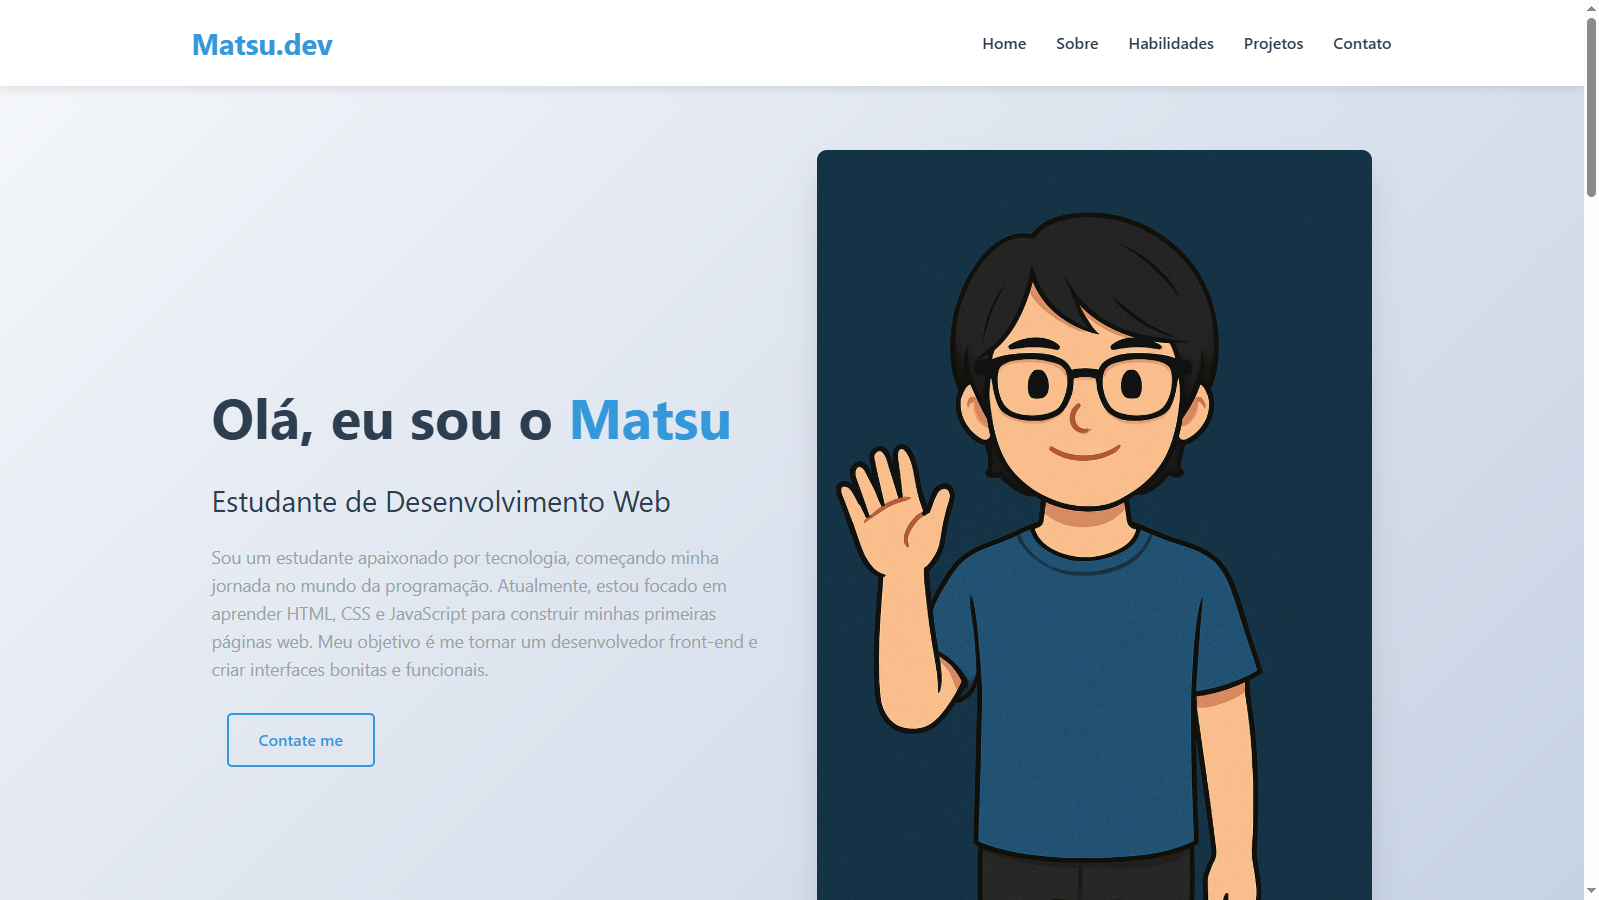 Matsu.dev
Home
Sobre
Habilidades
Projetos
Contato
Olá, eu sou o Matsu
Estudante de Desenvolvimento Web
Sou um estudante apaixonado por tecnologia, começando minha
jornada no mundo da programação. Atualmente, estou focado em
aprender HTML, CSS e JavaScript para construir minhas primeiras
páginas web. Meu objetivo é me tornar um desenvolvedor front-end e
criar interfaces bonitas e funcionais.
Contate me